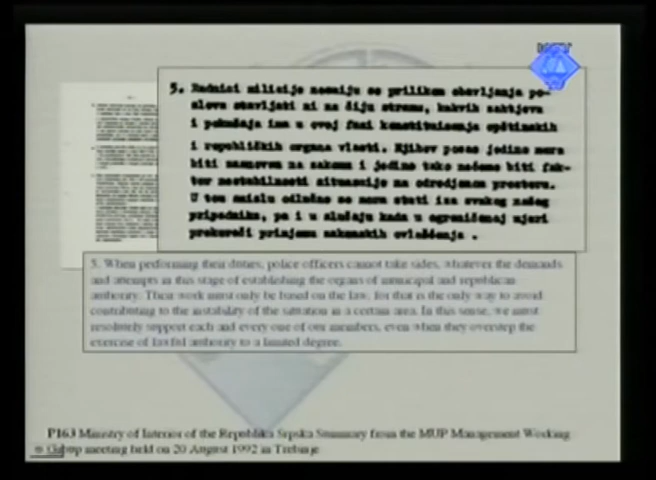 ICTY
5. Radnici milicije nesmiju se prilikom obavljanja po-
slova stavljati ni na čiju stranu, kakvih zahtjeva
i pokušaja ima u ovoj fazi konstituisanja opštinskih
i republičkih organa vlasti. Njihov posao jedino mora
biti zasnovan na zakonu i jedino tako nećemo biti fak-
tor nestabilnosti situacije na određenom prostoru.
U tom smislu odlučno se mora stati iza svakog našeg
pripadnika, pa i u slučaju kada u ograničenoj mjeri
prekorači primjenu zakonskih ovlaščenja .
5. When performing their duties, police officers cannot take sides, whatever the demands
and attempts in this stage of establishing the organs of municipal and republican
authority. Their work must only be based on the law, for that is the only way to avoid
contributing to the instability of the situation in a certain area. In this sense, we must
resolutely support each and every one of our members, even when they overstep the
exercise of lawful authority to a limited degree.
P163 Ministry of Interior of the Republika Srpska Summary from the MUP Management Working
Group meeting held on 20 August 1992 in Trebinje